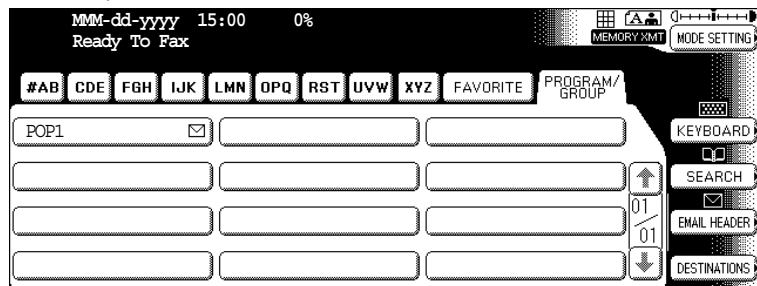 MMM-dd-yyyy 15:00 0%
Ready To Fax
MEMORY XMT
MODE SETTING
#AB CDE FGH IJK LMN OPQ RST UVW XYZ FAVORITE PROGRAM/
GROUP
POP1
KEYBOARD
SEARCH
01
01
EMAIL HEADER
DESTINATIONS